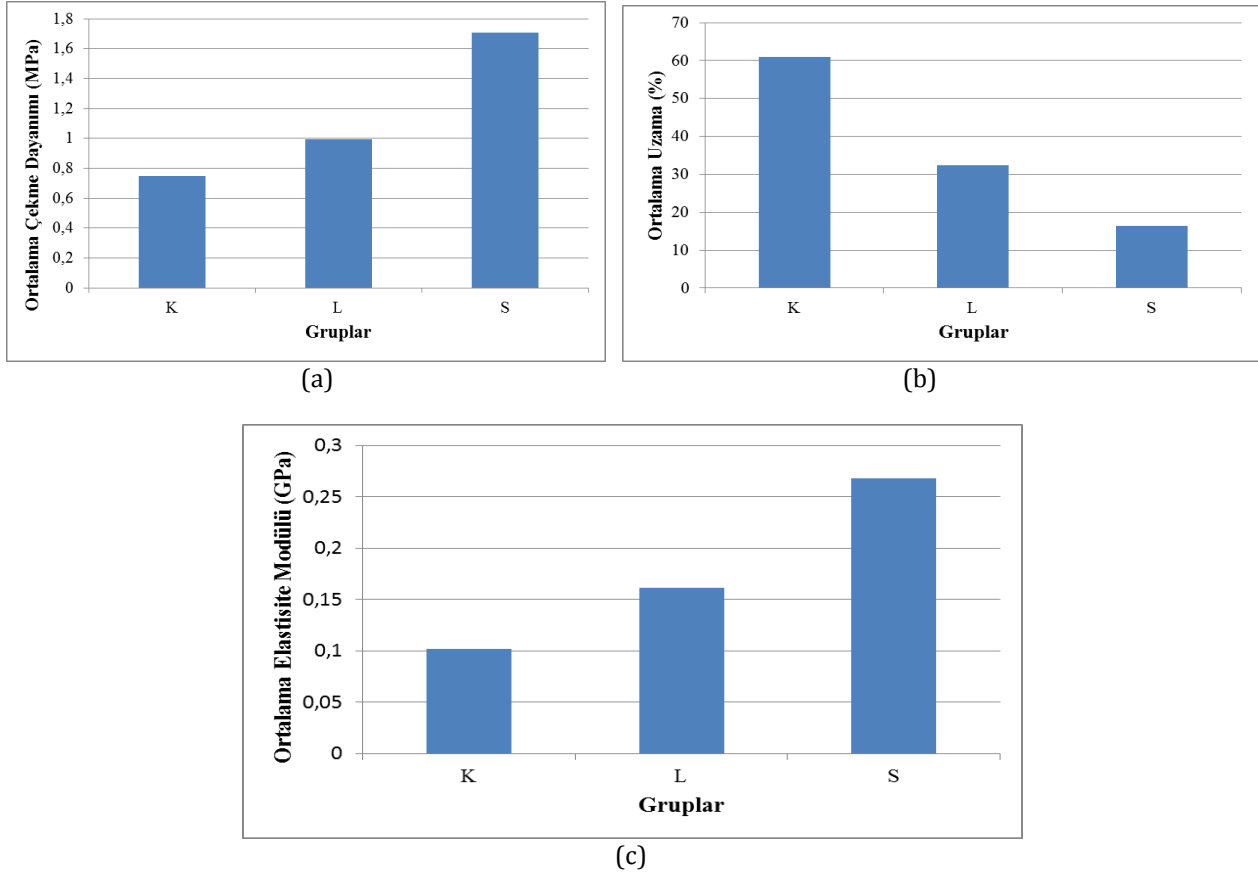 Ortalama Çekme Dayanımı (MPa)
1,8
1,6
1,4
1,2
1
0,8
0,6
0,4
0,2
0
K L S
Gruplar
(a)
Ortalama Uzama (%)
70
60
50
40
30
20
10
0
K L S
Gruplar
(b)
Ortalama Elastisite Modülü (GPa)
0,3
0,25
0,2
0,15
0,1
0,05
0
K L S
Gruplar
(c)